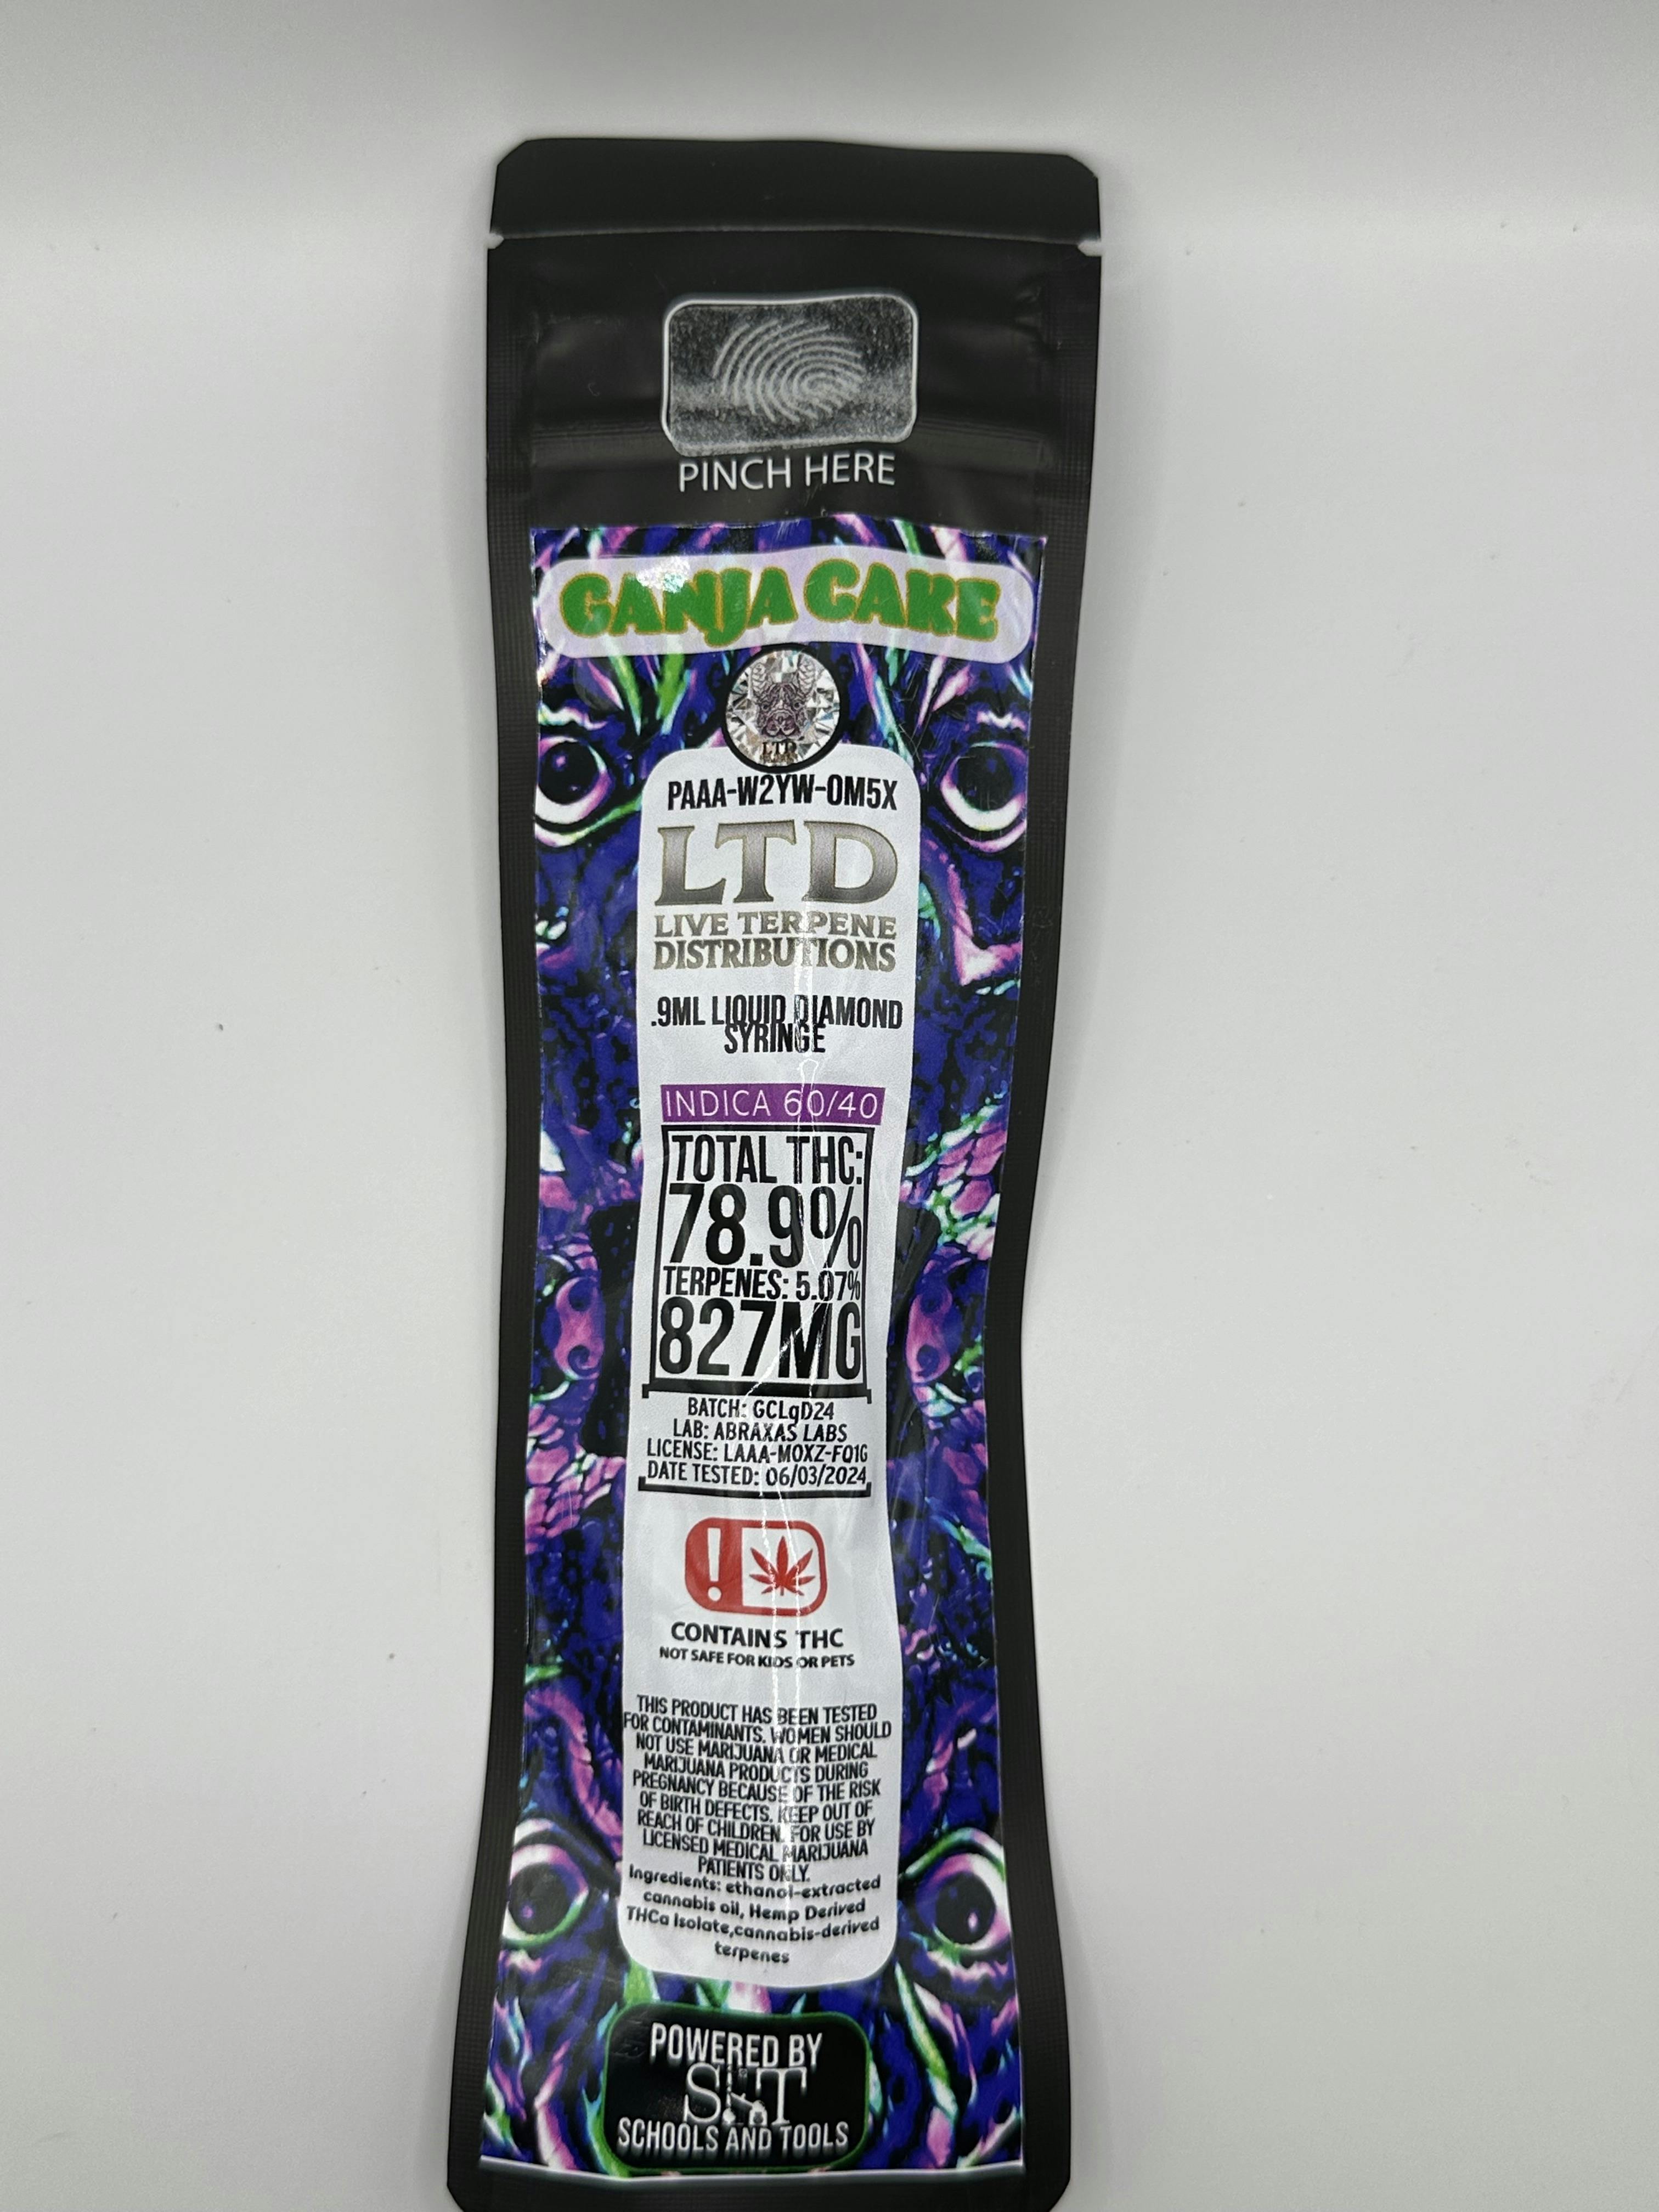 PINCH HERE
GANJA CAKE
LTD
PAAA-W2YW-OM5X
LTD
LIVE TERPENE
DISTRIBUTIONS
.9ML LIQUID DIAMOND
SYRINGE
INDICA 60/40
TOTAL THC:
78.9%
TERPENES: 5.07%
827MG
BATCH: GCLqD24
LAB: ABRAXAS LABS
LICENSE: LAAA-MOXZ-FQ1G
DATE TESTED: 06/03/2024
!
CONTAINS THC
NOT SAFE FOR KIDS OR PETS
THIS PRODUCT HAS BEEN TESTED
FOR CONTAMINANTS. WOMEN SHOULD
NOT USE MARIJUANA OR MEDICAL
MARIJUANA PRODUCTS DURING
PREGNANCY BECAUSE OF THE RISK
OF BIRTH DEFECTS. KEEP OUT OF
REACH OF CHILDREN. FOR USE BY
LICENSED MEDICAL MARIJUANA
PATIENTS ONLY.
Ingredients: ethanol-extracted
cannabis oil, Hemp Derived
THCa Isolate,cannabis-derived
terpenes
POWERED BY
SCHOOLS AND TOOLS